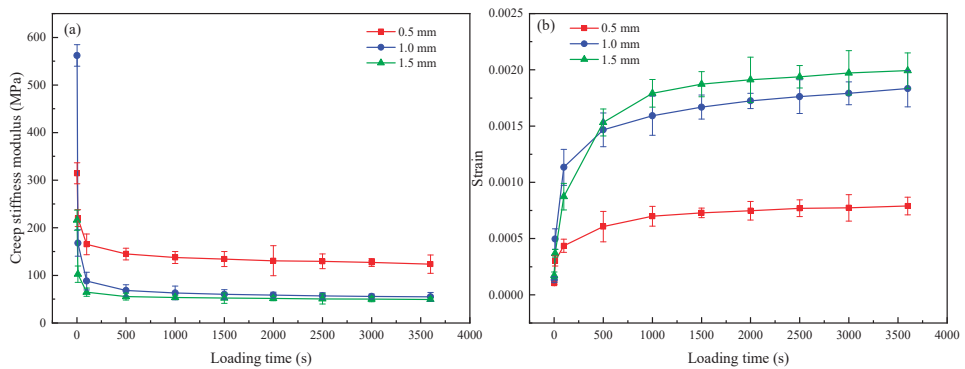 (a)
0.5 mm
1.0 mm
1.5 mm
Creep stiffness modulus (MPa)
600
500
400
300
200
100
0
0 500 1000 1500 2000 2500 3000 3500 4000
Loading time (s)
(b)
0.5 mm
1.0 mm
1.5 mm
Strain
0.0025
0.0020
0.0015
0.0010
0.0005
0.0000
0 500 1000 1500 2000 2500 3000 3500 4000
Loading time (s)